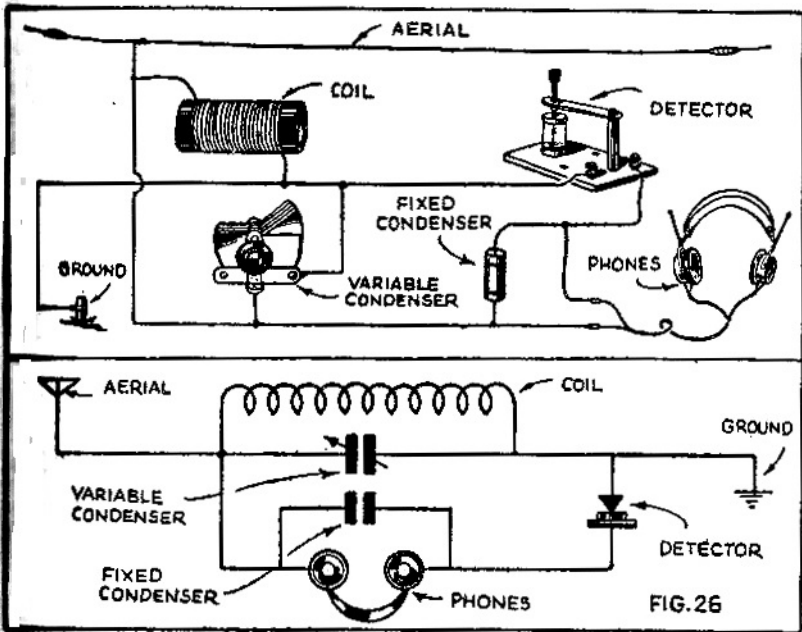 AERIAL
COIL
DETECTOR
FIXED
CONDENSER
PHONES
GROUND
VARIABLE
CONDENSER
AERIAL
COIL
GROUND
VARIABLE
CONDENSER
DETECTOR
FIXED
CONDENSER
PHONES
FIG. 26